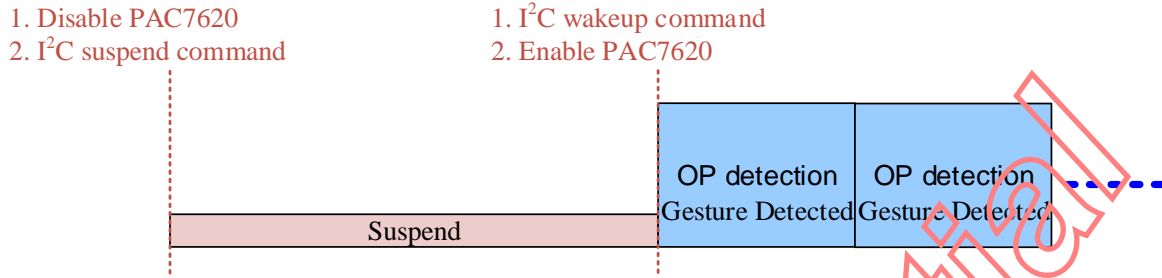 1. Disable PAC7620
2. I²C suspend command
1. I²C wakeup command
2. Enable PAC7620
OP detection
Gesture Detected
OP detection
Gesture Detected
Suspend
tial